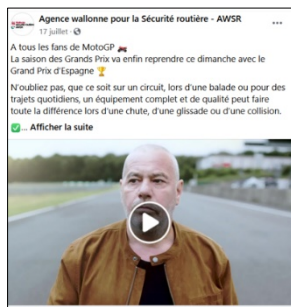 Agence wallonne pour la Sécurité routière - AWSR
17 juillet ·
A tous les fans de MotoGP 🏍️
La saison des Grands Prix va enfin reprendre ce dimanche avec le
Grand Prix d'Espagne 🏆
N'oubliez pas, que ce soit sur un circuit, lors d'une balade ou pour des
trajets quotidiens, un équipement complet et de qualité peut faire
toute la différence lors d'une chute, d'une glissade ou d'une collision.
✅... Afficher la suite